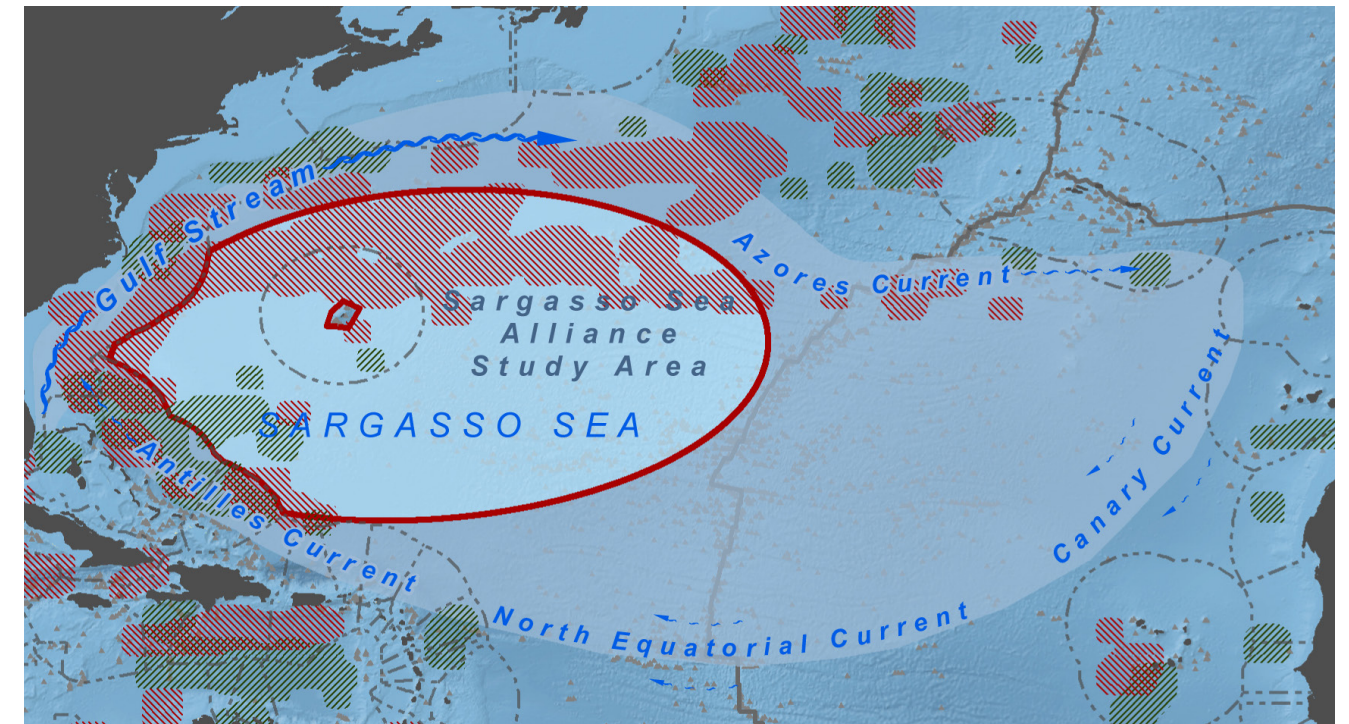 Gulf Stream
Azores Current
Sargasso Sea
Alliance
Study Area
SARGASSO SEA
Canary Current
Antilles Current
North Equatorial Current